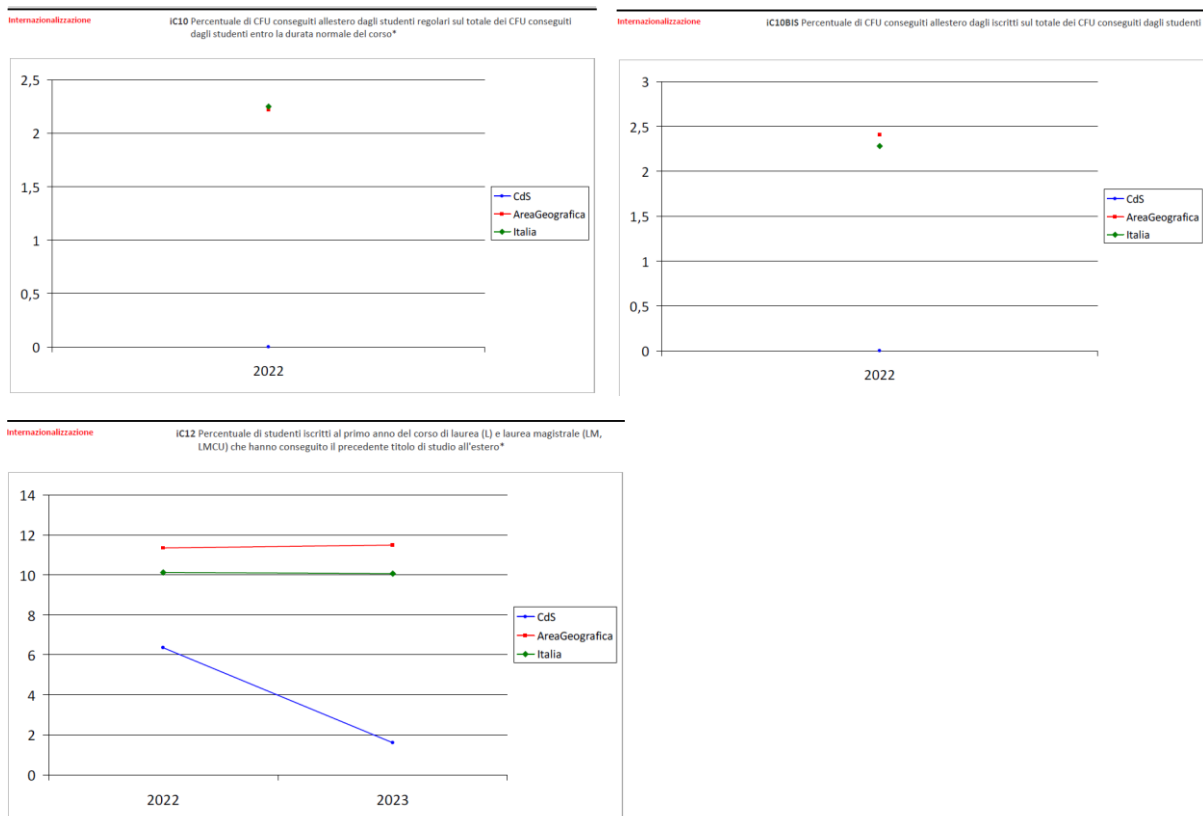 Internazionalizzazione
iC10 Percentuale di CFU conseguiti allestero dagli studenti regolari sul totale dei CFU conseguiti
dagli studenti entro la durata normale del corso*
2,5
2
1,5
1
0,5
0
2022
CdS
AreaGeografica
Italia
Internazionalizzazione
iC10BIS Percentuale di CFU conseguiti allestero dagli iscritti sul totale dei CFU conseguiti dagli studenti
3
2,5
2
1,5
1
0,5
0
2022
CdS
AreaGeografica
Italia
Internazionalizzazione
iC12 Percentuale di studenti iscritti al primo anno del corso di laurea (L) e laurea magistrale (LM,
LMCU) che hanno conseguito il precedente titolo di studio all'estero*
14
12
10
8
6
4
2
0
2022 2023
CdS
AreaGeografica
Italia